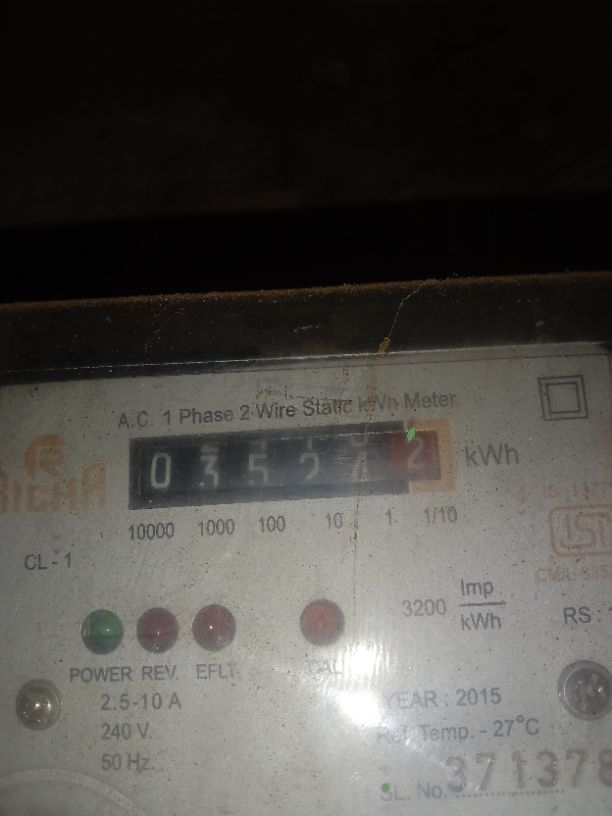 A.C. 1 Phase 2 Wire Static kWh Meter
0 3 5 2 7 2 kWh
10000 1000 100 10 1 1/10
CL - 1
3200 Imp
kWh
RS :
POWER REV. EFLT. CAL
2.5-10 A
240 V.
50 Hz.
YEAR : 2015
Ref. Temp. - 27°C
SL. No. 371378